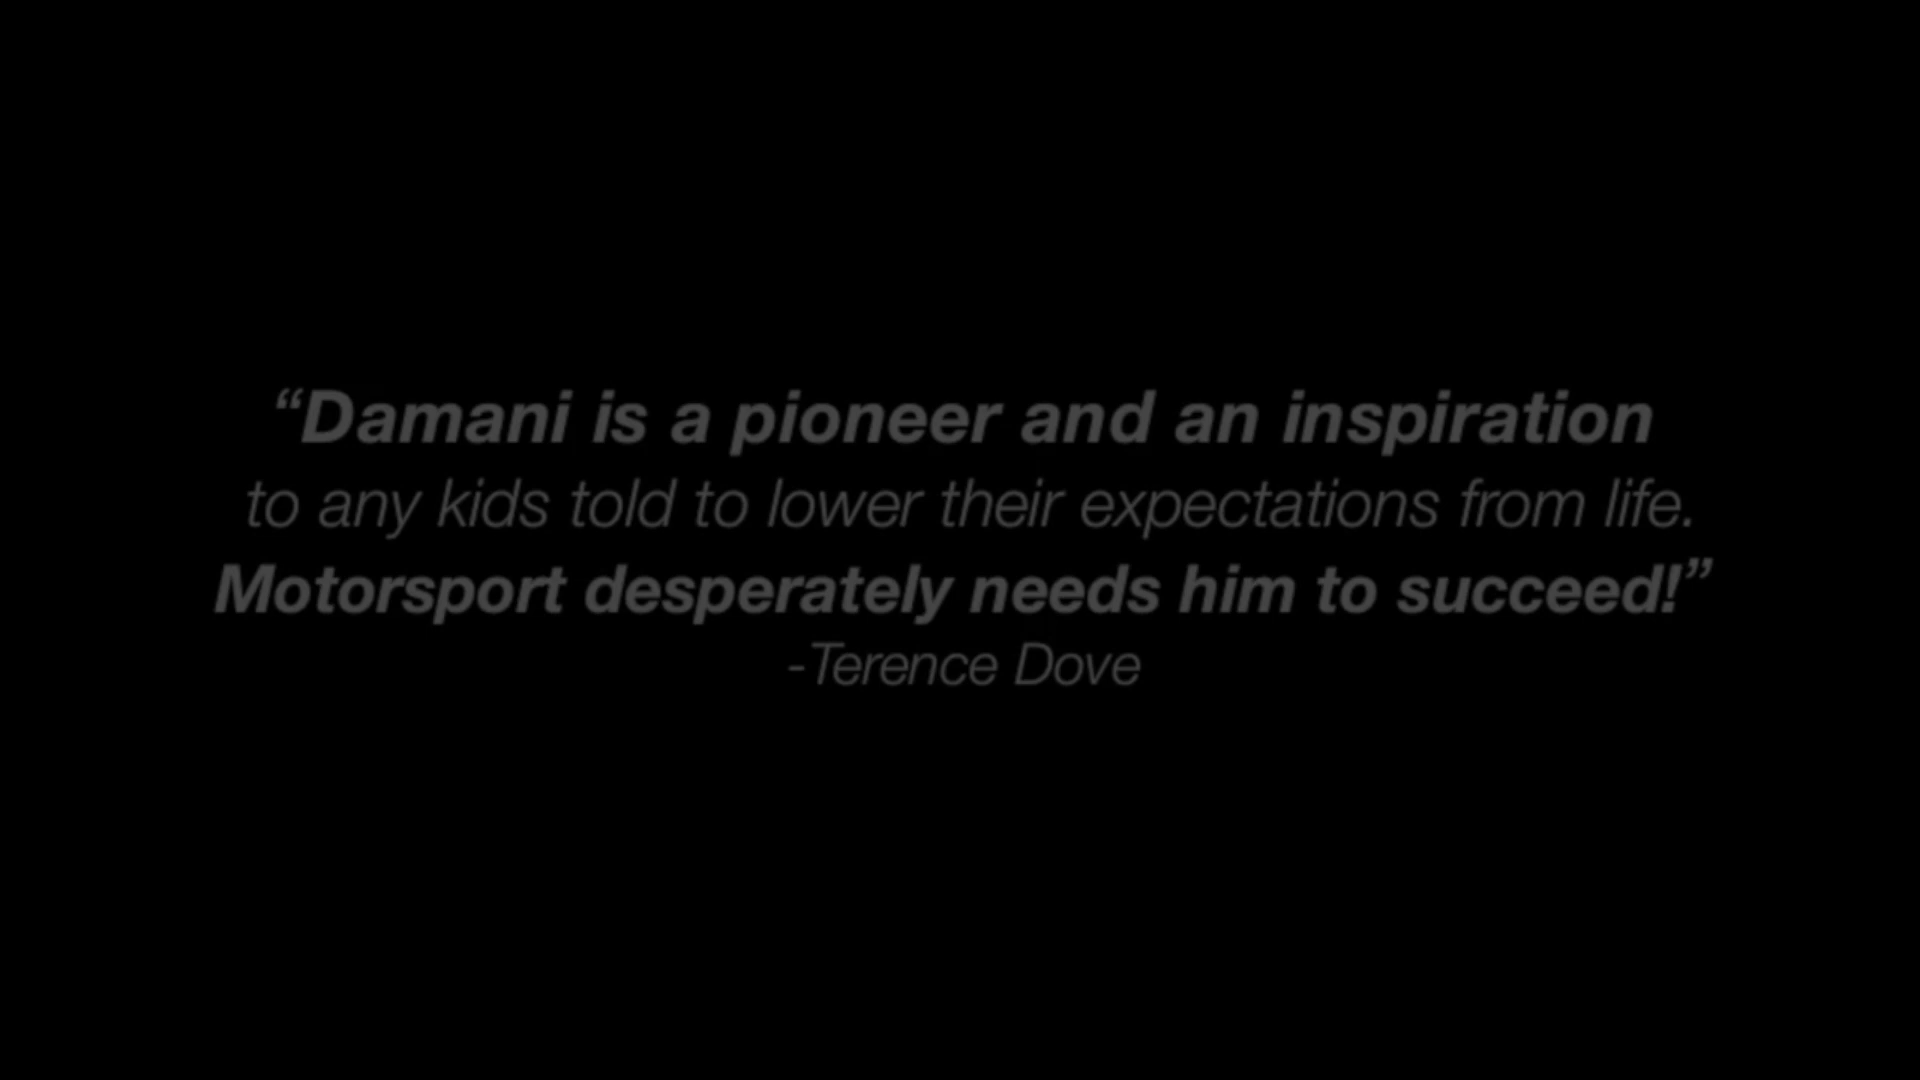 “Damani is a pioneer and an inspiration
to any kids told to lower their expectations from life.
Motorsport desperately needs him to succeed!”
-Terence Dove